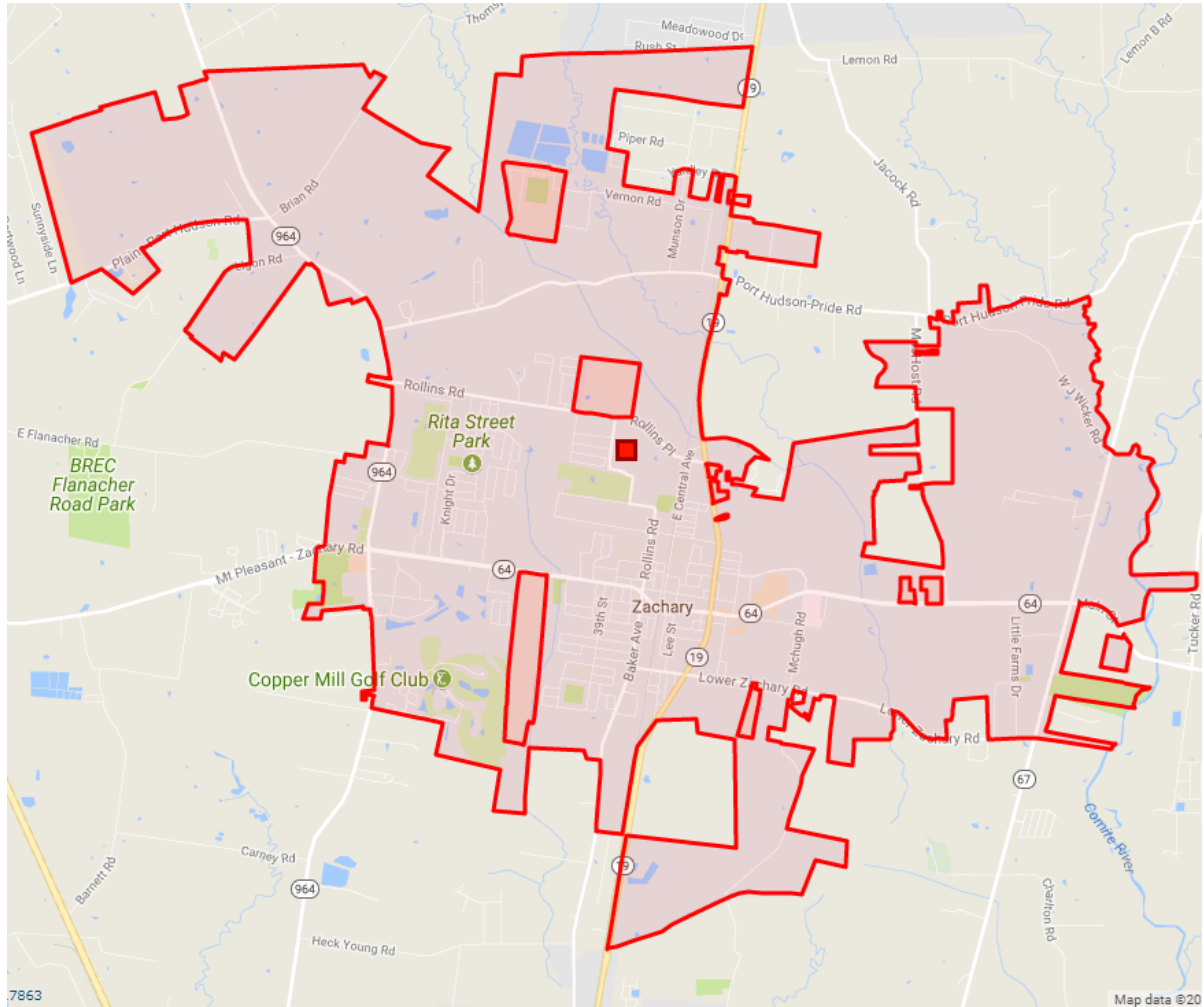 Meadowood Dr
Rush St
Lemon Rd
Lemon B Rd
19
Piper Rd
Jacock Rd
Vernon Rd
Munson Dr
Brian Rd
Sunnyside Ln
964
Port Hudson Rd
Ligon Rd
Port Hudson-Pride Rd
19
Port Hudson-Pride Rd
W J Wicker Rd
Rollins Rd
Rollins Pl
Rita Street
Park
E Flanacher Rd
BREC
Flanacher
Road Park
964
Knight Dr
E Central Ave
Rollins Rd
Mt Pleasant - Zachary Rd
64
39th St
Zachary
64
64
Lee St
Baker Ave
Mchugh Rd
Little Farms Dr
Tucker Rd
19
Copper Mill Golf Club
Lower Zachary Rd
Lower Zachary Rd
67
Comite River
Carney Rd
Barnett Rd
964
19
Charlton Rd
Heck Young Rd
7863
Map data ©20